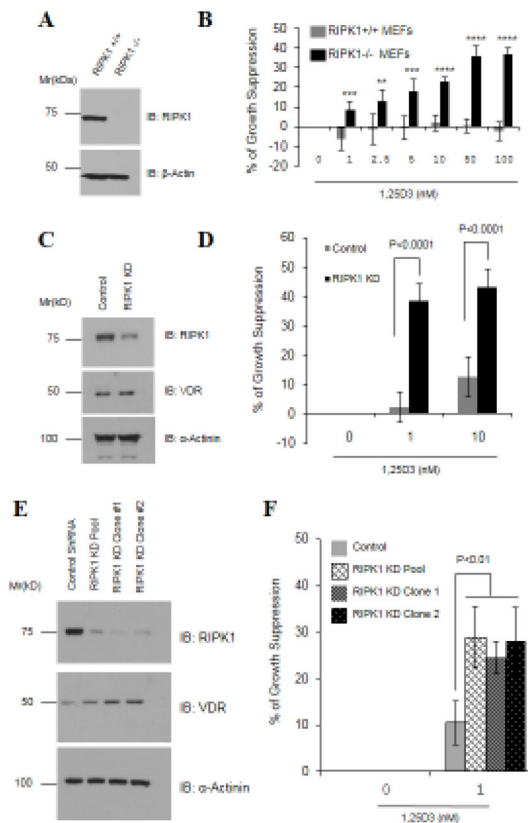 A
RIPK1 +/+
RIPK1 -/-
Mr(kDa)
75
IB: RIPK1
50
IB: β-Actin
B
RIPK1+/+ MEFs
RIPK1-/- MEFs
% of Growth Suppression
50
40
30
20
10
0
-10
-20
***
**
***
****
****
****
0 1 2.5 5 10 50 100
1,25D3 (nM)
C
Control
RIPK1 KD
Mr(kD)
75
IB: RIPK1
50
IB: VDR
100
IB: α-Actinin
D
Control
RIPK1 KD
P<0.0001
P<0.0001
% of Growth Suppression
60
50
40
30
20
10
0
-10
0 1 10
1,25D3 (nM)
E
Control ShRNA
RIPK1 KD Pool
RIPK1 KD Clone #1
RIPK1 KD Clone #2
Mr(kD)
75
IB: RIPK1
50
IB: VDR
100
IB: α-Actinin
F
Control
RIPK1 KD Pool
RIPK1 KD Clone 1
RIPK1 KD Clone 2
P<0.01
% of Growth Suppression
50
40
30
20
10
0
0 1
1,25D3 (nM)